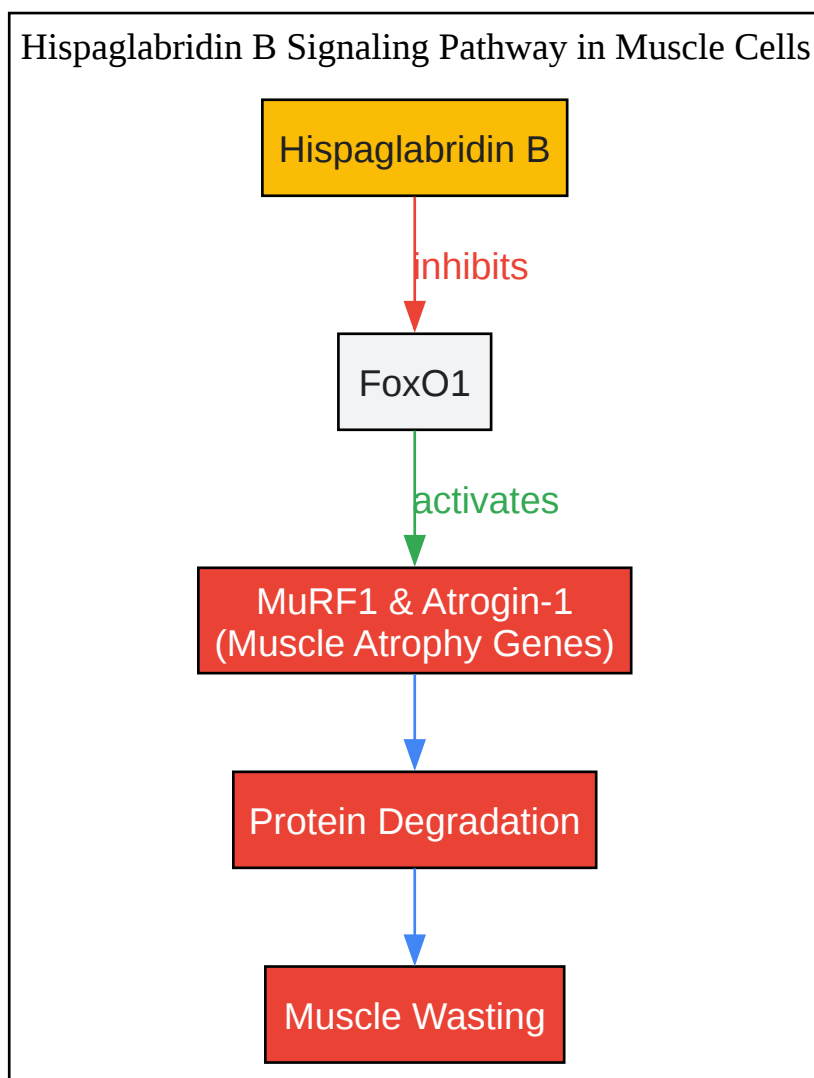 Hispaglabridin B Signaling Pathway in Muscle Cells
Hispaglabridin B
inhibits
FoxO1
activates
MuRF1 & Atrogin-1
(Muscle Atrophy Genes)
Protein Degradation
Muscle Wasting